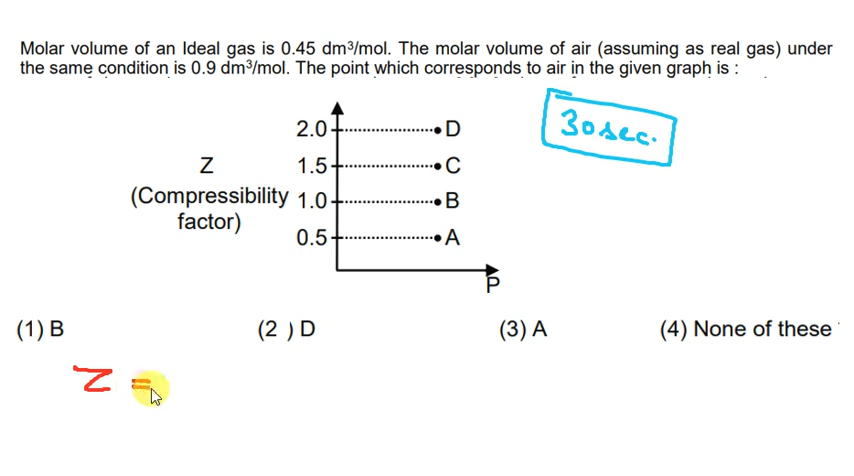 Molar volume of an Ideal gas is 0.45 dm³/mol. The molar volume of air (assuming as real gas) under
the same condition is 0.9 dm³/mol. The point which corresponds to air in the given graph is :
30 sec.
2.0 D
Z 1.5 C
(Compressibility 1.0 B
factor)
0.5 A
P
(1) B (2 ) D (3) A (4) None of these
Z =